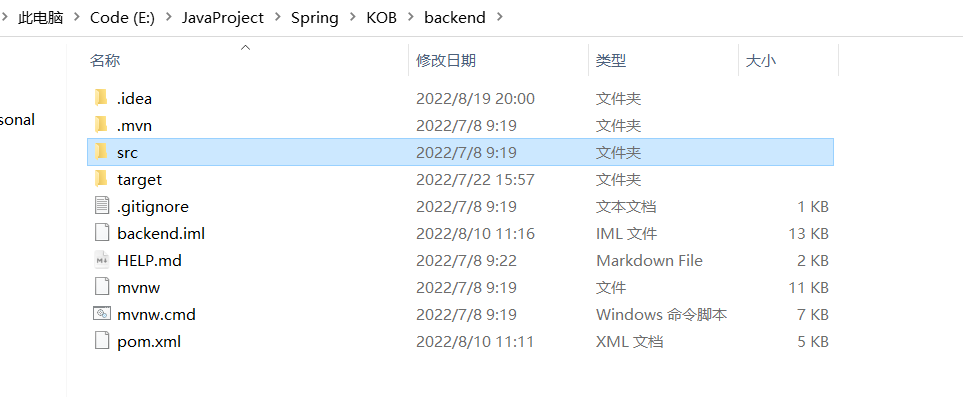 此电脑 > Code (E:) > JavaProject > Spring > KOB > backend >
名称 修改日期 类型 大小
.idea 2022/8/19 20:00 文件夹
sonal
.mvn 2022/7/8 9:19 文件夹
src 2022/7/8 9:19 文件夹
target 2022/7/22 15:57 文件夹
.gitignore 2022/7/8 9:19 文本文档 1 KB
backend.iml 2022/8/10 11:16 IML 文件 13 KB
HELP.md 2022/7/8 9:22 Markdown File 2 KB
mvnw 2022/7/8 9:19 文件 11 KB
mvnw.cmd 2022/7/8 9:19 Windows 命令脚本 7 KB
pom.xml 2022/8/10 11:11 XML 文档 5 KB